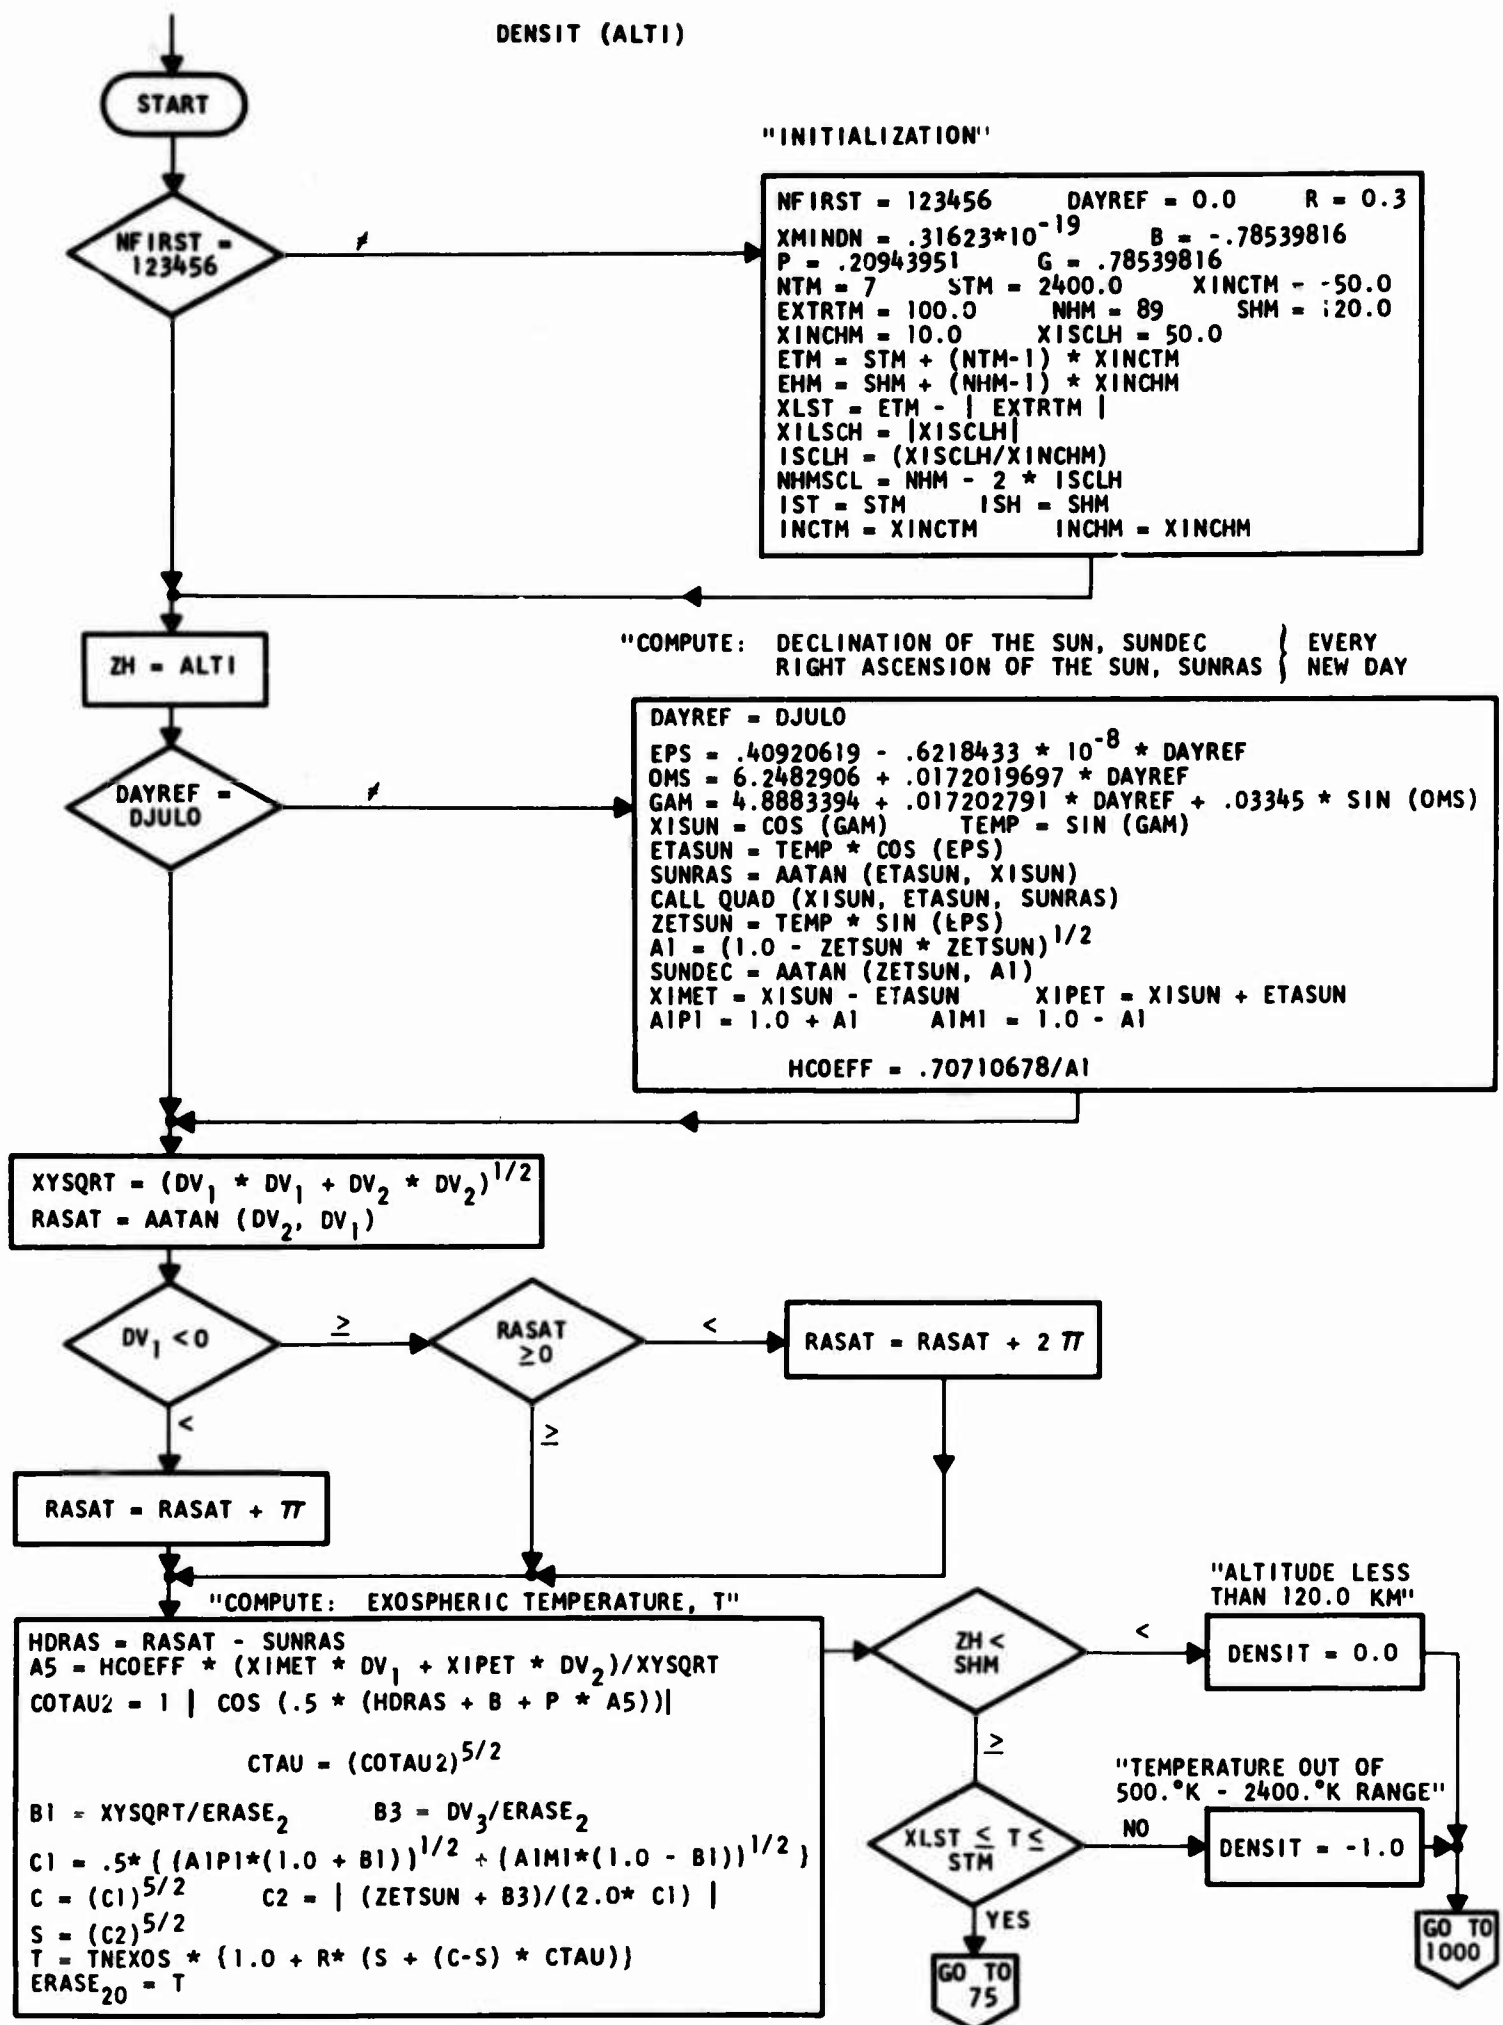 DENSIT (ALTI)
START
"INITIALIZATION"
NFIRST =
123456
≠
NFIRST = 123456 DAYREF = 0.0 R = 0.3
XMINDN = .31623*10^-19 B = -.78539816
P = .20943951 G = .78539816
NTM = 7 STM = 2400.0 XINCTM - -50.0
EXTRTM = 100.0 NHM = 89 SHM = 120.0
XINCHM = 10.0 XISCLH = 50.0
ETM = STM + (NTM-1) * XINCTM
EHM = SHM + (NHM-1) * XINCHM
XLST = ETM - | EXTRTM |
XILSCH = |XISCLH|
ISCLH = (XISCLH/XINCHM)
NHMSCL = NHM - 2 * ISCLH
IST = STM ISH = SHM
INCTM = XINCTM INCHM = XINCHM
ZH = ALTI
"COMPUTE: DECLINATION OF THE SUN, SUNDEC } EVERY
RIGHT ASCENSION OF THE SUN, SUNRAS } NEW DAY
DAYREF =
DJULO
≠
DAYREF = DJULO
EPS = .40920619 - .6218433 * 10^-8 * DAYREF
OMS = 6.2482906 + .0172019697 * DAYREF
GAM = 4.8883394 + .017202791 * DAYREF + .03345 * SIN (OMS)
XISUN = COS (GAM) TEMP = SIN (GAM)
ETASUN = TEMP * COS (EPS)
SUNRAS = AATAN (ETASUN, XISUN)
CALL QUAD (XISUN, ETASUN, SUNRAS)
ZETSUN = TEMP * SIN (EPS)
A1 = (1.0 - ZETSUN * ZETSUN)^1/2
SUNDEC = AATAN (ZETSUN, A1)
XIMET = XISUN - ETASUN XIPET = XISUN + ETASUN
A1P1 = 1.0 + A1 A1M1 = 1.0 - A1
HCOEFF = .70710678/A1
XYSQRT = (DV₁ * DV₁ + DV₂ * DV₂)^1/2
RASAT = AATAN (DV₂, DV₁)
DV₁ < 0
≥
RASAT
≥0
<
RASAT = RASAT + 2 π
<
≥
RASAT = RASAT + π
"COMPUTE: EXOSPHERIC TEMPERATURE, T"
HDRAS = RASAT - SUNRAS
A5 = HCOEFF * (XIMET * DV₁ + XIPET * DV₂)/XYSQRT
COTAU2 = 1 | COS (.5 * (HDRAS + B + P * A5))|
CTAU = (COTAU2)^5/2
B1 = XYSQRT/ERASE₂ B3 = DV₃/ERASE₂
C1 = .5* { (A1P1*(1.0 + B1))^1/2 + (A1M1*(1.0 - B1))^1/2 }
C = (C1)^5/2 C2 = | (ZETSUN + B3)/(2.0* C1) |
S = (C2)^5/2
T = TNEXOS * {1.0 + R* (S + (C-S) * CTAU)}
ERASE₂₀ = T
ZH <
SHM
<
"ALTITUDE LESS
THAN 120.0 KM"
DENSIT = 0.0
≥
"TEMPERATURE OUT OF
500.°K - 2400.°K RANGE"
XLST ≤ T ≤
STM
NO
DENSIT = -1.0
YES
GO TO
75
GO TO
1000